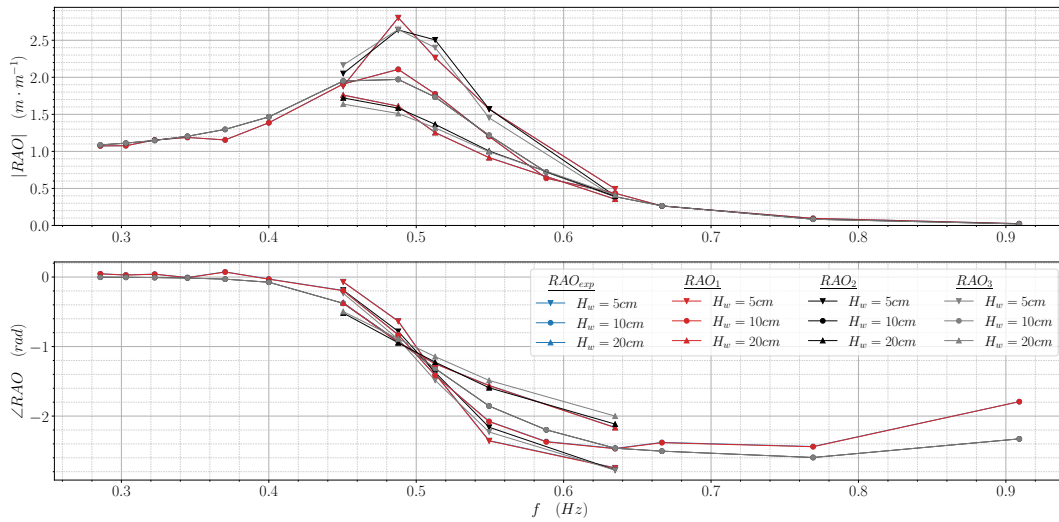 |RAO| (m · m⁻¹)
2.5
2.0
1.5
1.0
0.5
0.0
0.3 0.4 0.5 0.6 0.7 0.8 0.9
∠RAO (rad)
0
−1
−2
RAO_exp RAO_1 RAO_2 RAO_3
H_w = 5cm H_w = 5cm H_w = 5cm H_w = 5cm
H_w = 10cm H_w = 10cm H_w = 10cm H_w = 10cm
H_w = 20cm H_w = 20cm H_w = 20cm H_w = 20cm
0.3 0.4 0.5 0.6 0.7 0.8 0.9
f (Hz)